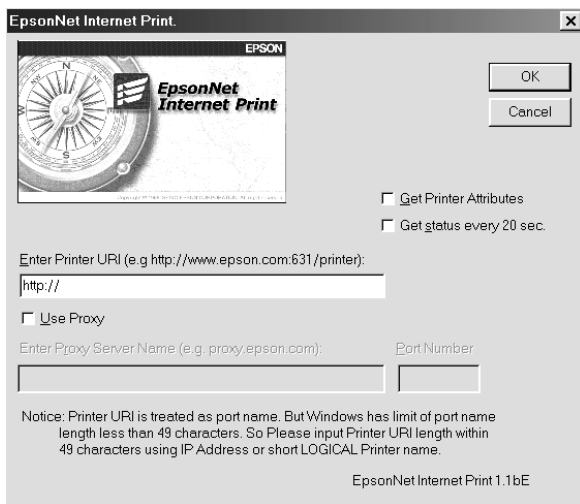 EpsonNet Internet Print.
EPSON
EpsonNet
Internet Print
N
NE
E
S
W
NW
OK
Cancel
Get Printer Attributes
Get status every 20 sec.
Enter Printer URI (e.g http://www.epson.com:631/printer):
http://
Use Proxy
Enter Proxy Server Name (e.g. proxy.epson.com):
Port Number
Notice: Printer URI is treated as port name. But Windows has limit of port name
length less than 49 characters. So Please input Printer URI length within
49 characters using IP Address or short LOGICAL Printer name.
EpsonNet Internet Print 1.1bE